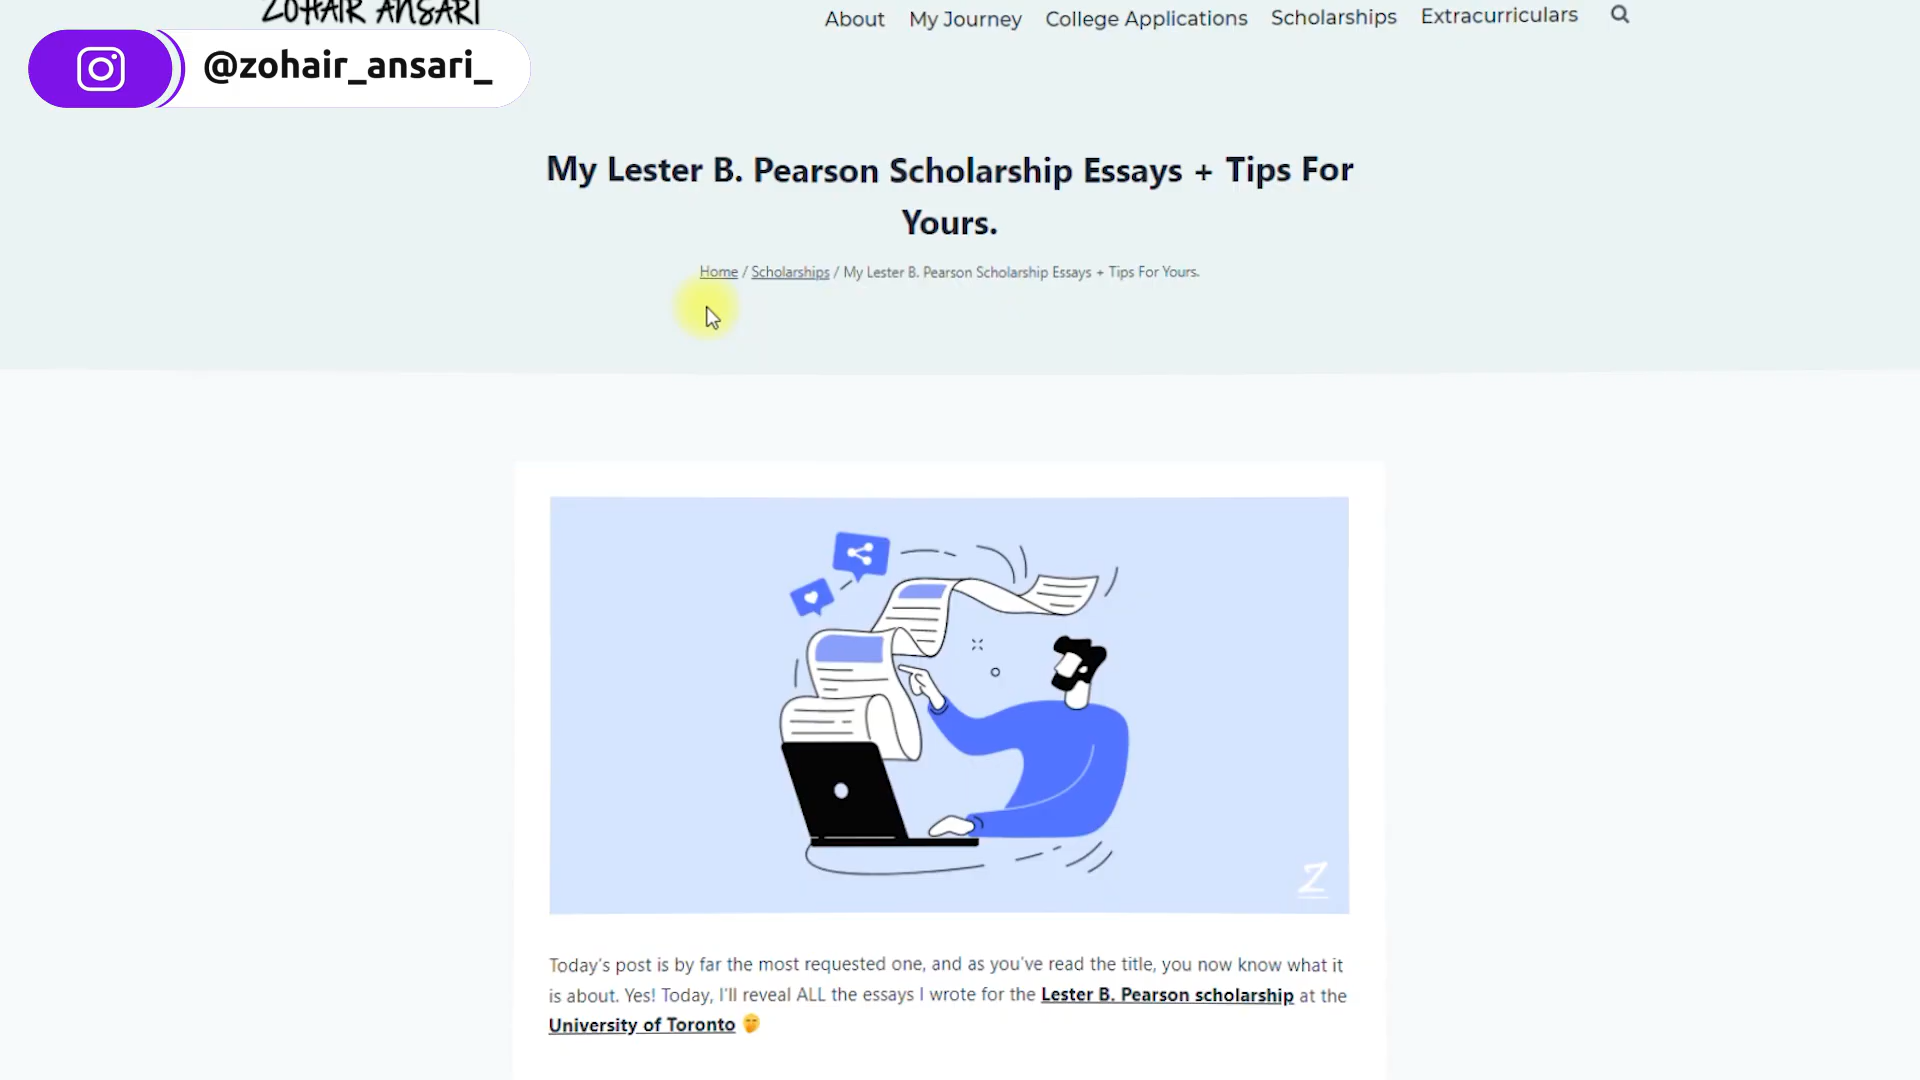 ZOHAIR ANSARI
About My Journey College Applications Scholarships Extracurriculars
@zohair_ansari_
My Lester B. Pearson Scholarship Essays + Tips For
Yours.
Home / Scholarships / My Lester B. Pearson Scholarship Essays + Tips For Yours.
Z
Today's post is by far the most requested one, and as you've read the title, you now know what it
is about. Yes! Today, I'll reveal ALL the essays I wrote for the Lester B. Pearson scholarship at the
University of Toronto 🤭